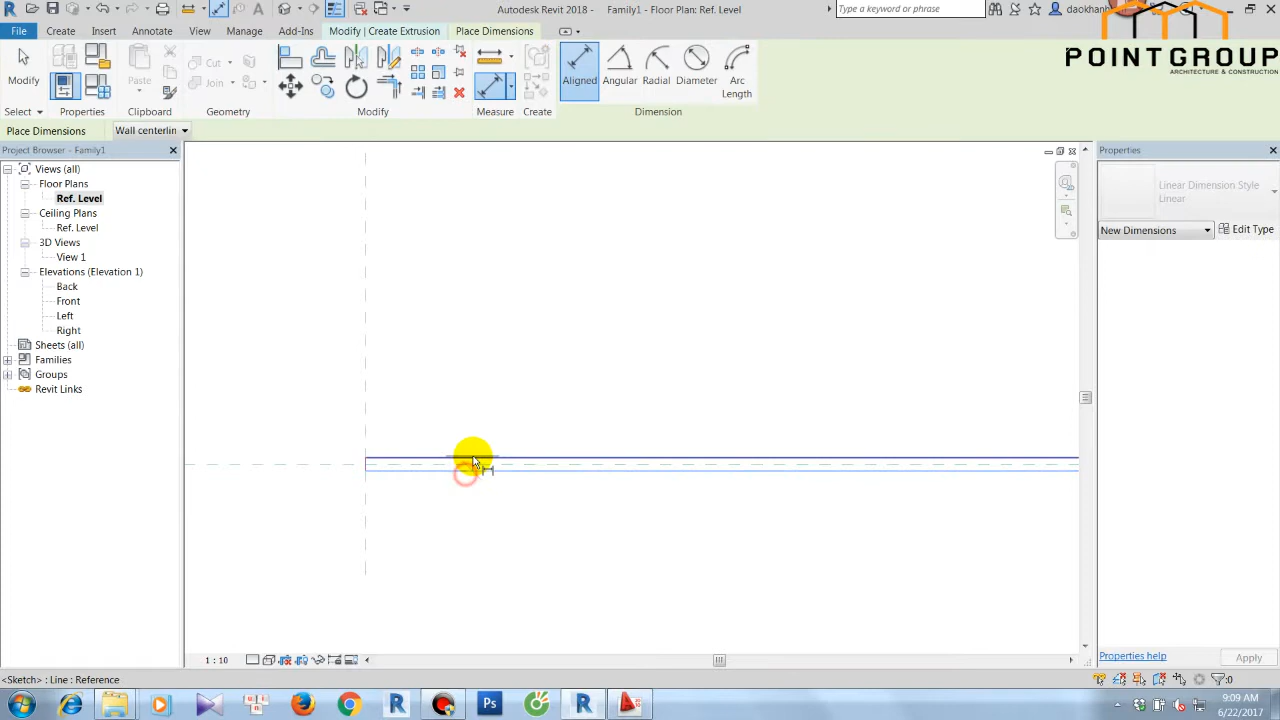 Autodesk Revit 2018 - Family1 - Floor Plan: Ref. Level
Type a keyword or phrase
File
Create
Insert
Annotate
View
Manage
Add-Ins
Modify | Create Extrusion
Place Dimensions
POINTGROUP
ARCHITECTURE & CONSTRUCTION
Modify
Paste
Cut
Join
Aligned
Angular
Radial
Diameter
Arc
Length
Select
Properties
Clipboard
Geometry
Modify
Measure
Create
Dimension
Place Dimensions
Wall centerlin
Project Browser - Family1
Views (all)
Floor Plans
Ref. Level
Ceiling Plans
Ref. Level
3D Views
View 1
Elevations (Elevation 1)
Back
Front
Left
Right
Sheets (all)
Families
Groups
Revit Links
Properties
Linear Dimension Style
Linear
New Dimensions
Edit Type
Properties help
Apply
1 : 10
<Sketch> : Line : Reference
:0
Ps
9:09 AM
6/22/2017